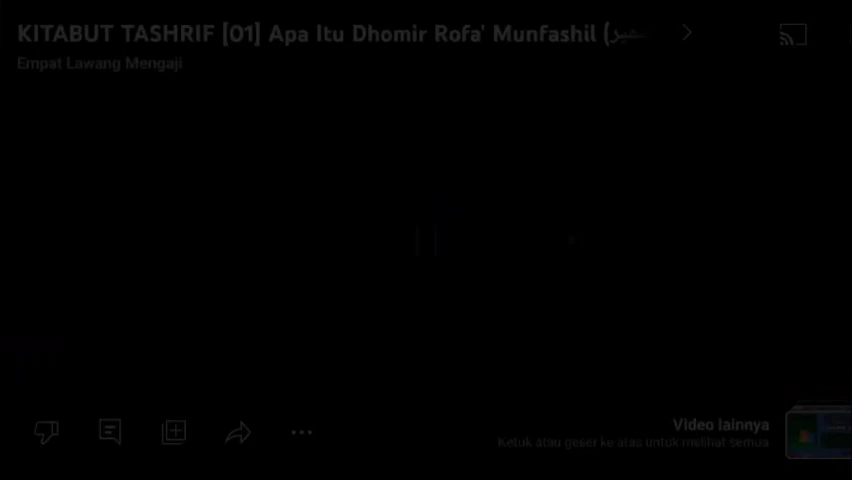 KITABUT TASHRIF [01] Apa Itu Dhomir Rofa' Munfashil (
Empat Lawang Mengaji
Video lainnya
Ketuk atau geser ke atas untuk melihat semua